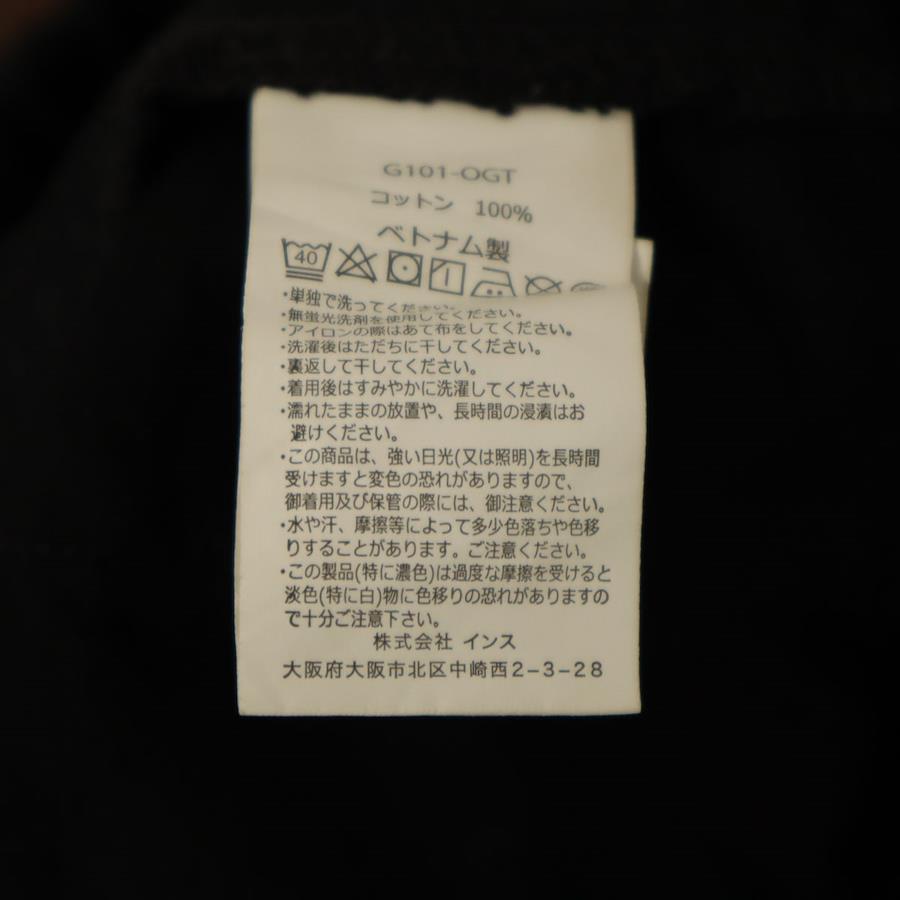 G101-OGT
コットン 100%
ベトナム製
40
・単独で洗ってください。
・無蛍光洗剤を使用してください。
・アイロンの際はあて布をしてください。
・洗濯後はただちに干してください。
・裏返して干してください。
・着用後はすみやかに洗濯してください。
・濡れたままの放置や、長時間の浸漬はお
避けください。
・この商品は、強い日光(又は照明)を長時間
受けますと変色の恐れがありますので、
御着用及び保管の際には、御注意ください。
・水や汗、摩擦等によって多少色落ちや色移
りすることがあります。ご注意ください。
・この製品(特に濃色)は過度な摩擦を受けると
淡色(特に白)物に色移りの恐れがありますの
で十分ご注意下さい。
株式会社 インス
大阪府大阪市北区中崎西2-3-28